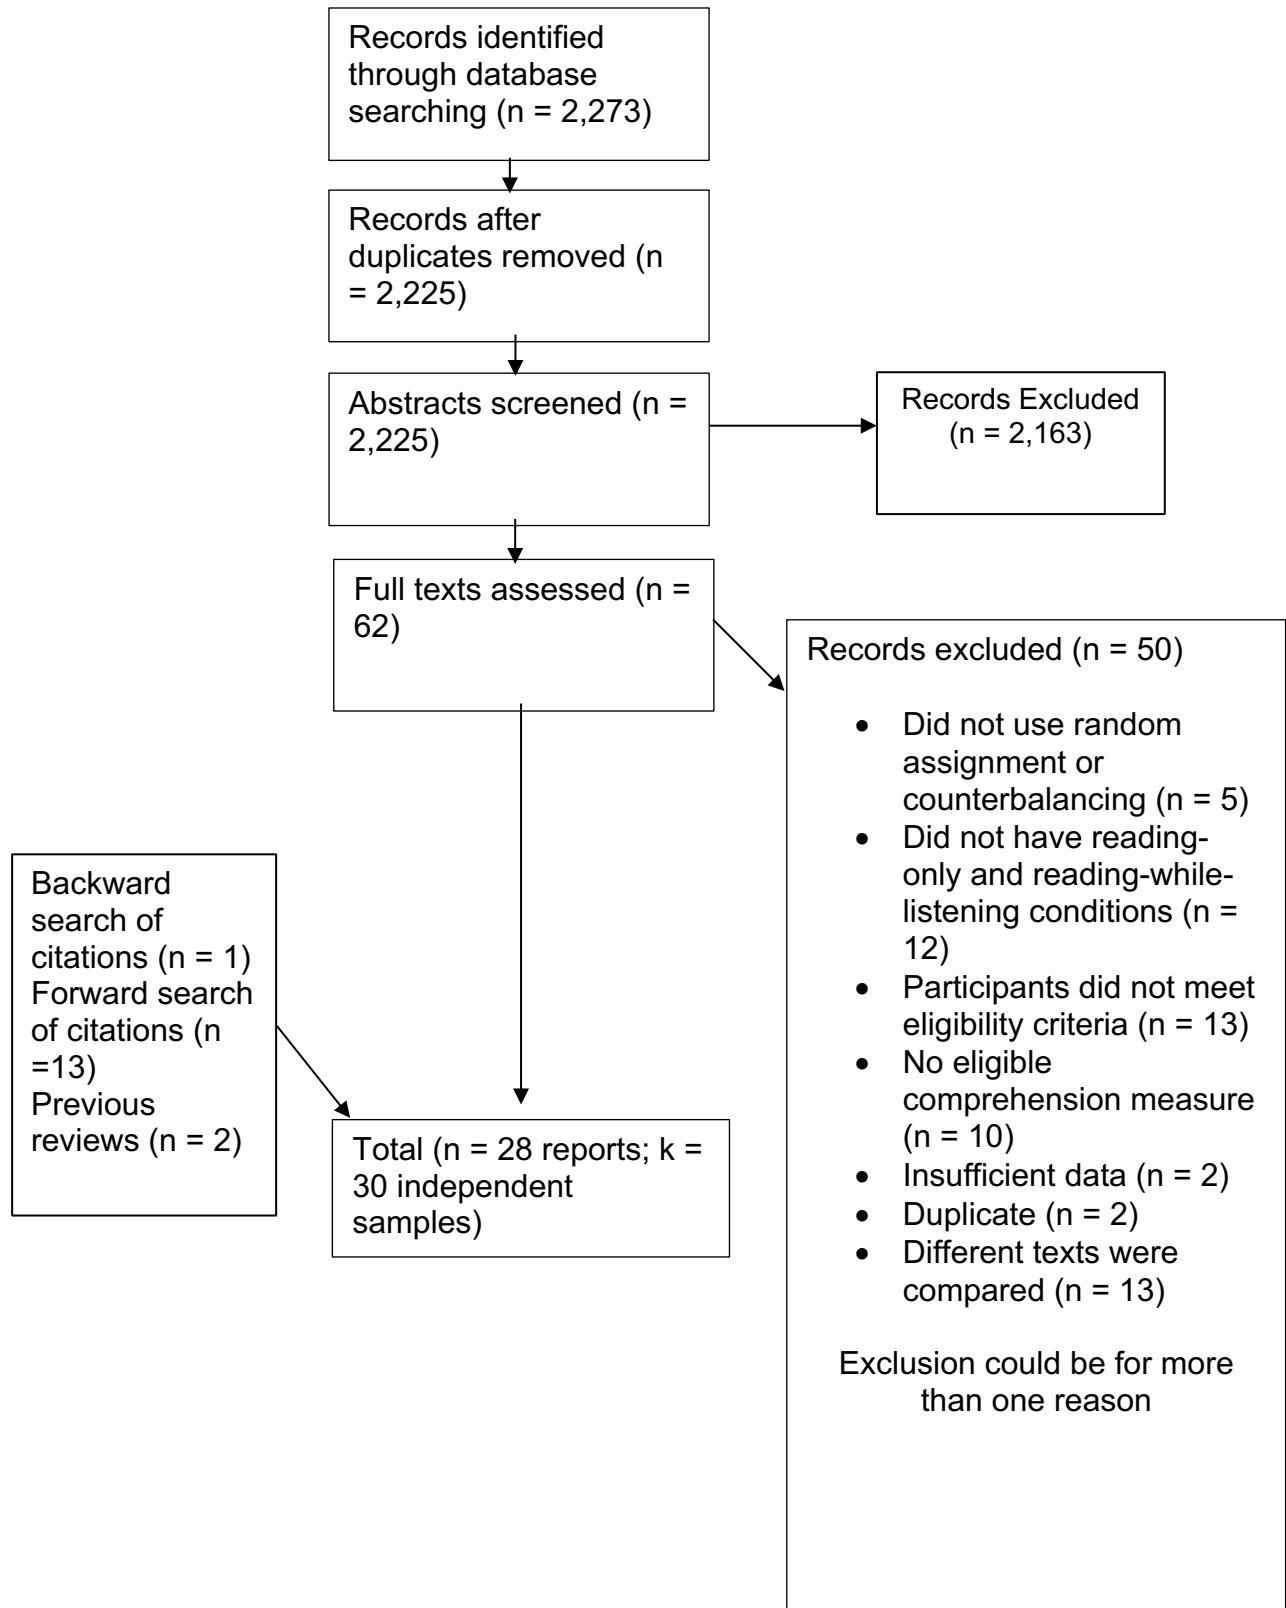 Records identified
through database
searching (n = 2,273)
Records after
duplicates removed (n
= 2,225)
Abstracts screened (n =
2,225)
Records Excluded
(n = 2,163)
Full texts assessed (n =
62)
Records excluded (n = 50)
• Did not use random
assignment or
counterbalancing (n = 5)
• Did not have reading-
only and reading-while-
listening conditions (n =
12)
• Participants did not meet
eligibility criteria (n = 13)
• No eligible
comprehension measure
(n = 10)
• Insufficient data (n = 2)
• Duplicate (n = 2)
• Different texts were
compared (n = 13)
Exclusion could be for more
than one reason
Backward
search of
citations (n = 1)
Forward search
of citations (n
=13)
Previous
reviews (n = 2)
Total (n = 28 reports; k =
30 independent
samples)